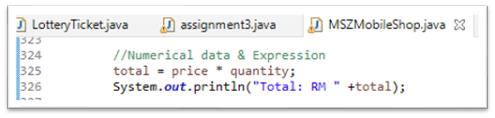 LotteryTicket.java assignment3.java MSZMobileShop.java
323
324 //Numerical data & Expression
325 total = price * quantity;
326 System.out.println("Total: RM " +total);